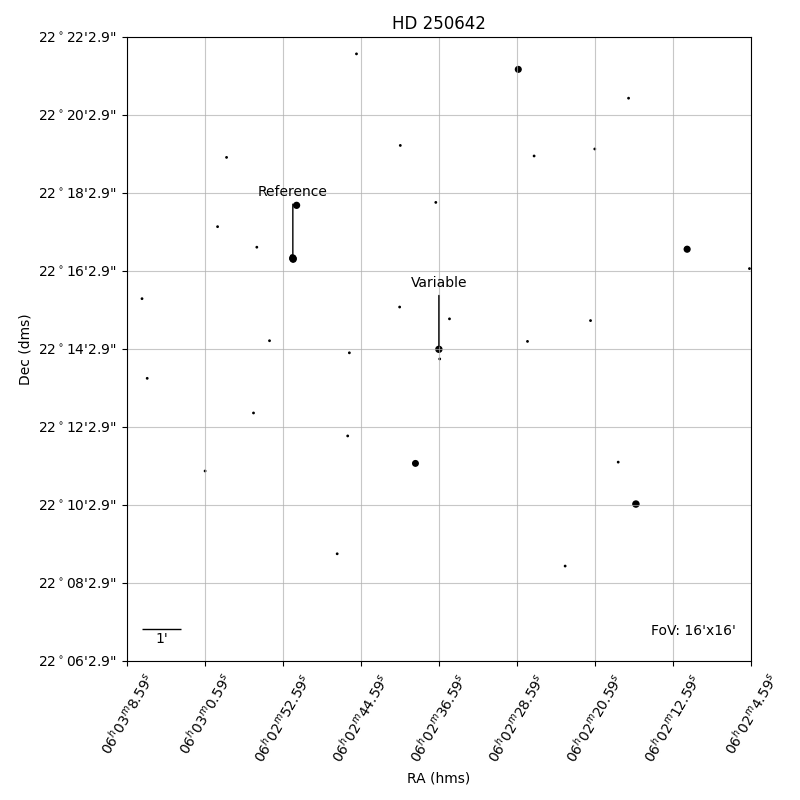 HD 250642
22°22'2.9"
22°20'2.9"
22°18'2.9"
22°16'2.9"
22°14'2.9"
22°12'2.9"
22°10'2.9"
22°08'2.9"
22°06'2.9"
Dec (dms)
Reference
Variable
1'
FoV: 16'x16'
06ʰ03ᵐ8.59ˢ
06ʰ03ᵐ0.59ˢ
06ʰ02ᵐ52.59ˢ
06ʰ02ᵐ44.59ˢ
06ʰ02ᵐ36.59ˢ
06ʰ02ᵐ28.59ˢ
06ʰ02ᵐ20.59ˢ
06ʰ02ᵐ12.59ˢ
06ʰ02ᵐ4.59ˢ
RA (hms)